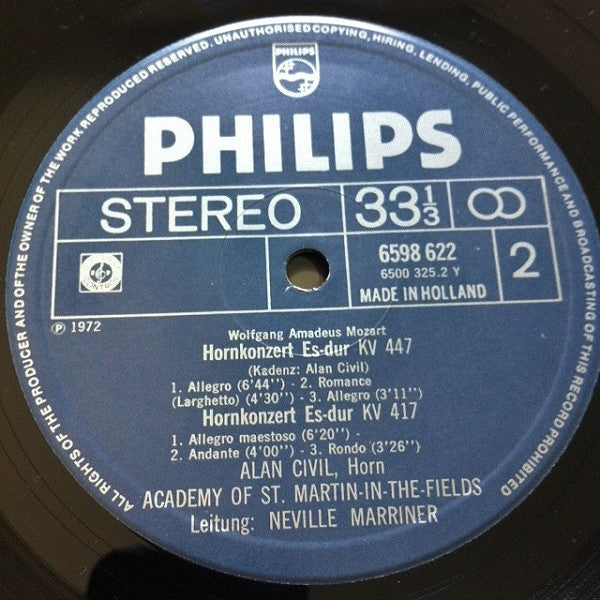 ALL RIGHTS OF THE PRODUCER AND OF THE OWNER OF THE WORK REPRODUCED RESERVED. UNAUTHORISED COPYING, HIRING, LENDING, PUBLIC PERFORMANCE AND BROADCASTING OF THIS RECORD PROHIBITED
PHILIPS
PHILIPS
STEREO
33 1/3
6598 622
6500 325.2 Y
MADE IN HOLLAND
2
℗ 1972
Wolfgang Amadeus Mozart
Hornkonzert Es-dur KV 447
(Kadenz: Alan Civil)
1. Allegro (6'44") - 2. Romance
(Larghetto) (4'30") - 3. Allegro (3'11")
Hornkonzert Es-dur KV 417
1. Allegro maestoso (6'20") -
2. Andante (4'00") - 3. Rondo (3'26")
ALAN CIVIL, Horn
ACADEMY OF ST. MARTIN-IN-THE-FIELDS
Leitung: NEVILLE MARRINER